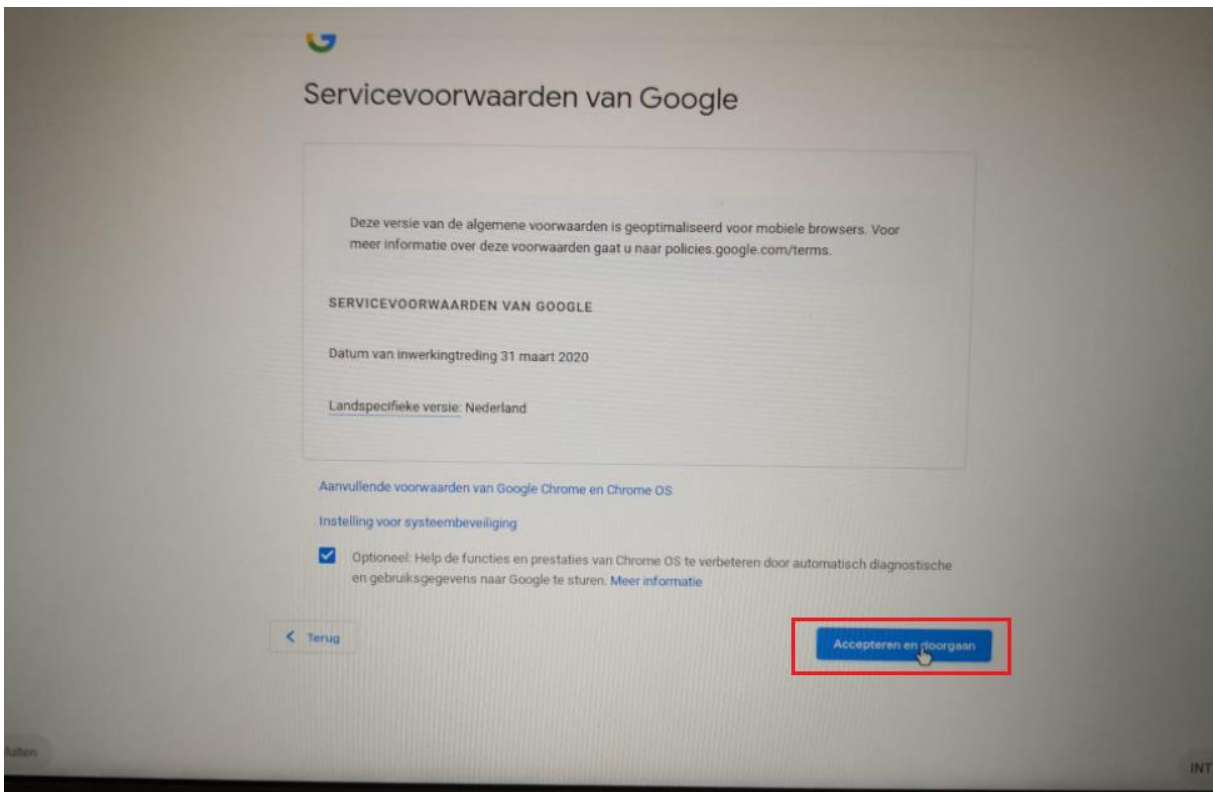 Servicevoorwaarden van Google
Deze versie van de algemene voorwaarden is geoptimaliseerd voor mobiele browsers. Voor
meer informatie over deze voorwaarden gaat u naar policies.google.com/terms.
SERVICEVOORWAARDEN VAN GOOGLE
Datum van inwerkingtreding 31 maart 2020
Landspecifieke versie: Nederland
Aanvullende voorwaarden van Google Chrome en Chrome OS
Instelling voor systeembeveiliging
Optioneel: Help de functies en prestaties van Chrome OS te verbeteren door automatisch diagnostische
en gebruiksgegevens naar Google te sturen. Meer informatie
Terug
Accepteren en doorgaan
INT